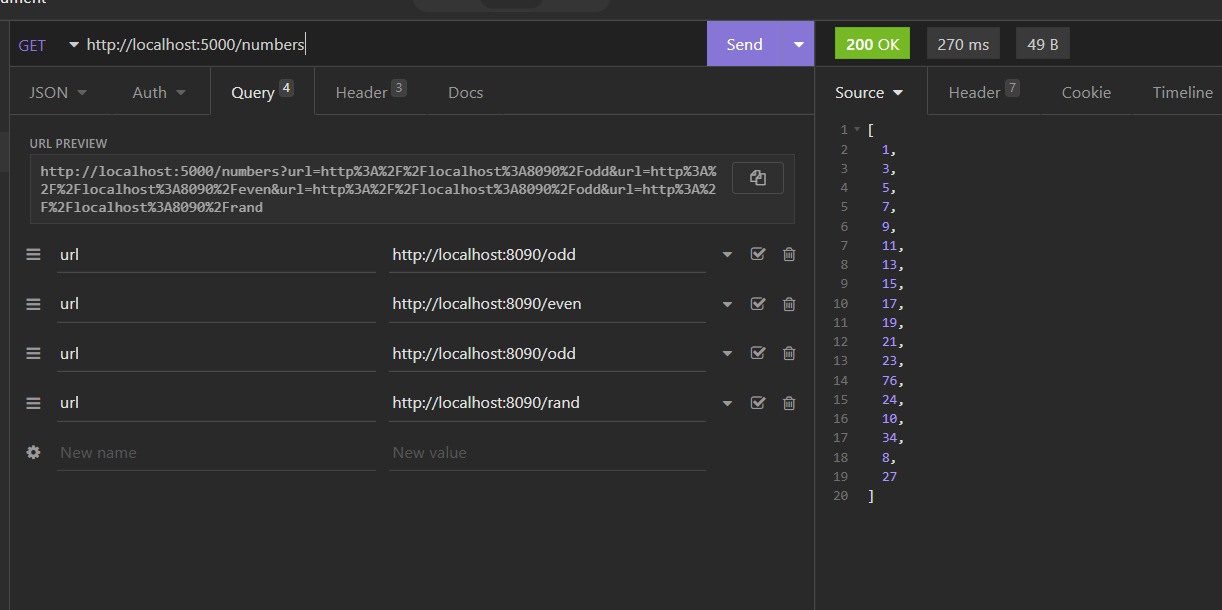 GET http://localhost:5000/numbers Send 200 OK 270 ms 49 B
JSON Auth Query 4 Header 3 Docs
Source Header 7 Cookie Timeline
URL PREVIEW
http://localhost:5000/numbers?url=http%3A%2F%2Flocalhost%3A8090%2Fodd&url=http%3A%
2F%2Flocalhost%3A8090%2Feven&url=http%3A%2F%2Flocalhost%3A8090%2Fodd&url=http%3A%2
F%2Flocalhost%3A8090%2Frand
url http://localhost:8090/odd
url http://localhost:8090/even
url http://localhost:8090/odd
url http://localhost:8090/rand
New name New value
1 [
2 1,
3 3,
4 5,
5 7,
6 9,
7 11,
8 13,
9 15,
10 17,
11 19,
12 21,
13 23,
14 76,
15 24,
16 10,
17 34,
18 8,
19 27
20 ]